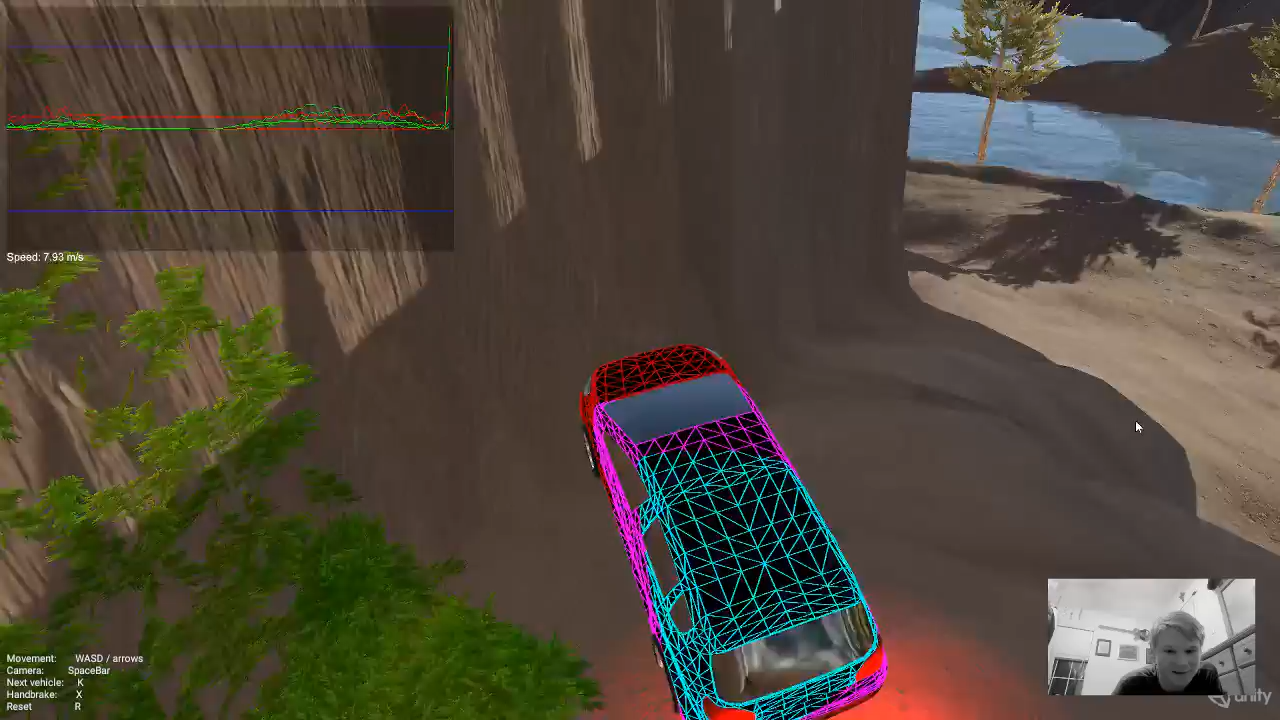 Speed: 7.93 m/s
Movement: WASD / arrows
Camera: SpaceBar
Next vehicle: K
Handbrake: X
Reset R
unity